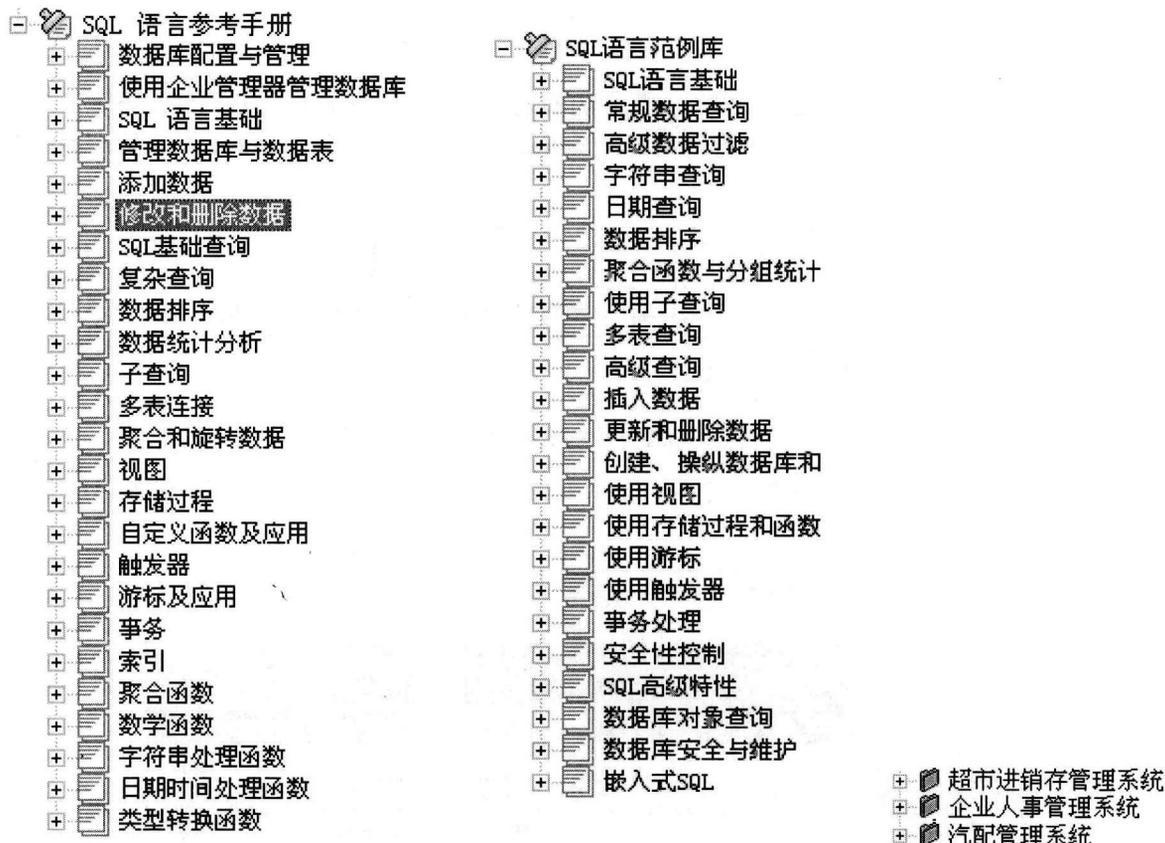 SQL 语言参考手册
数据库配置与管理
使用企业管理器管理数据库
SQL 语言基础
管理数据库与数据表
添加数据
修改和删除数据
SQL基础查询
复杂查询
数据排序
数据统计分析
子查询
多表连接
聚合和旋转数据
视图
存储过程
自定义函数及应用
触发器
游标及应用
事务
索引
聚合函数
数学函数
字符串处理函数
日期时间处理函数
类型转换函数
SQL语言范例库
SQL语言基础
常规数据查询
高级数据过滤
字符串查询
日期查询
数据排序
聚合函数与分组统计
使用子查询
多表查询
高级查询
插入数据
更新和删除数据
创建、操纵数据库和
使用视图
使用存储过程和函数
使用游标
使用触发器
事务处理
安全性控制
SQL高级特性
数据库对象查询
数据库安全与维护
嵌入式SQL
超市进销存管理系统
企业人事管理系统
汽配管理系统